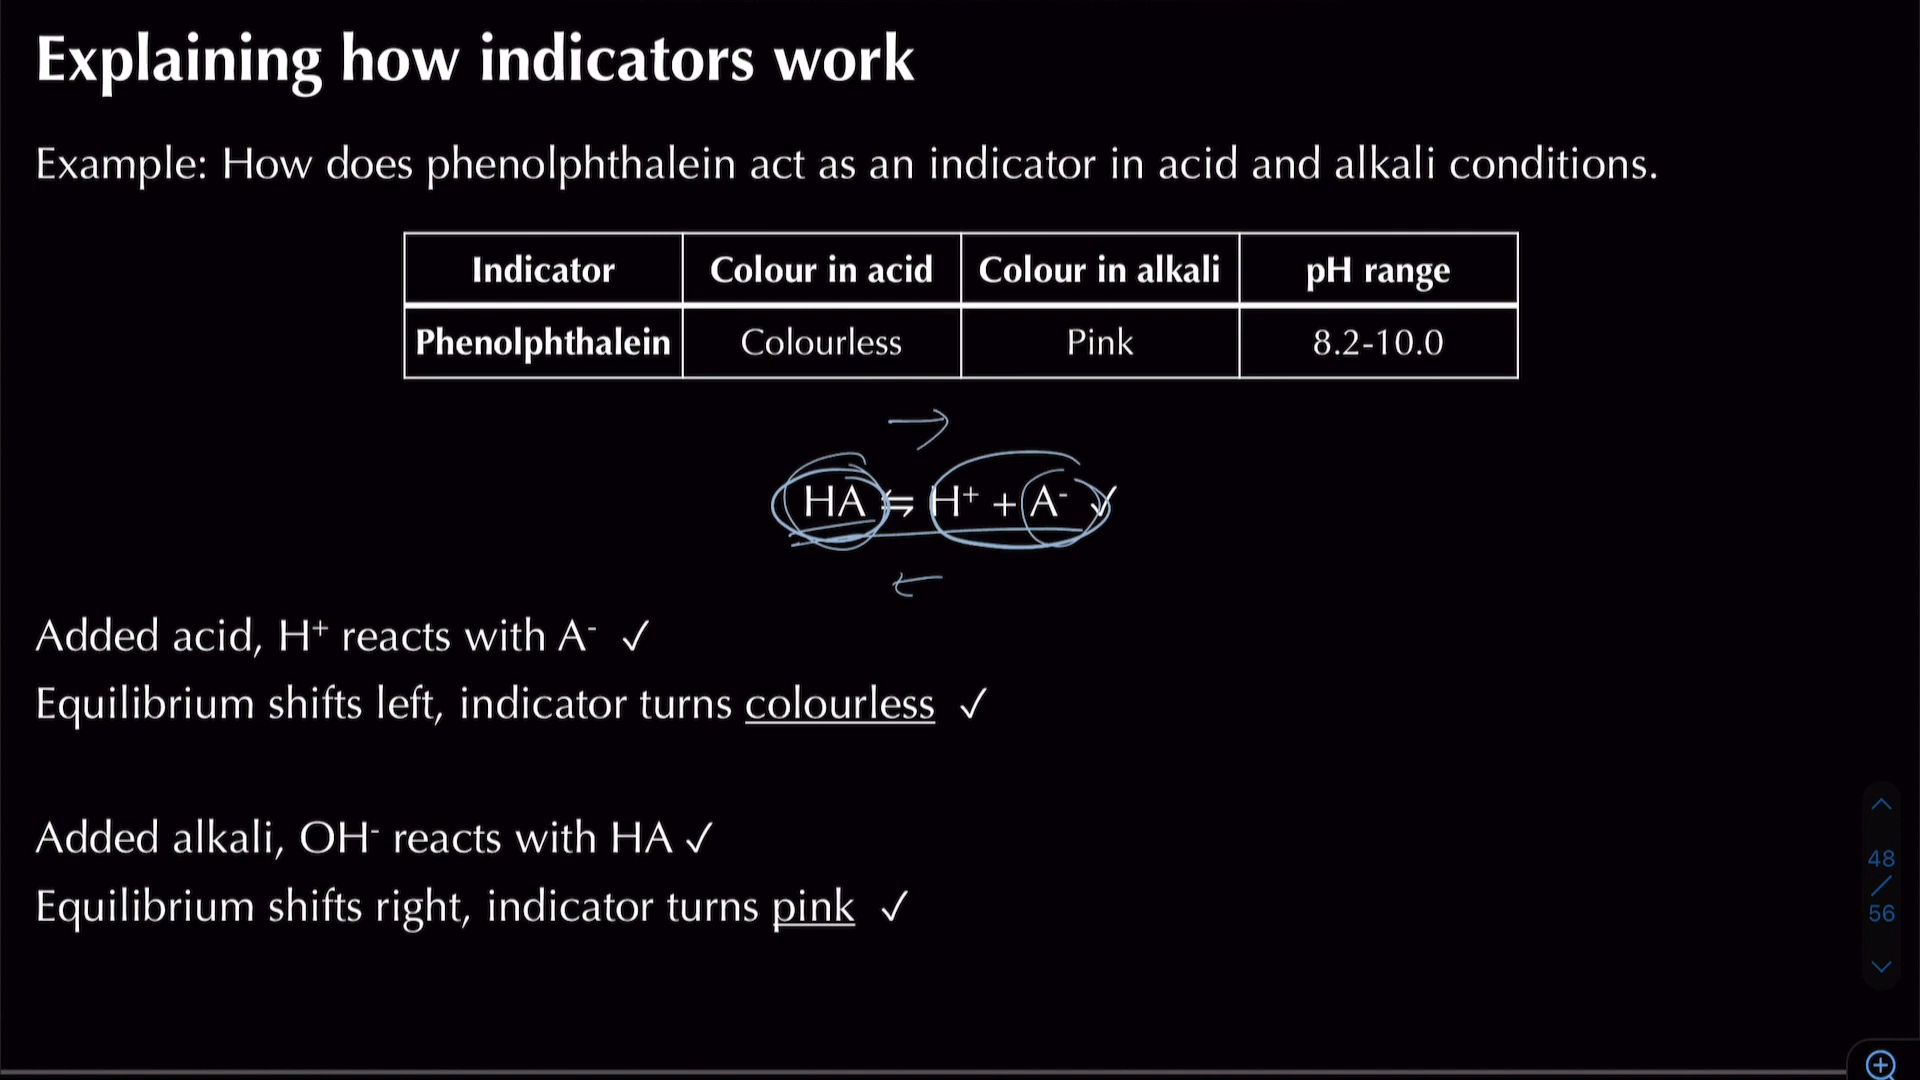 Explaining how indicators work
Example: How does phenolphthalein act as an indicator in acid and alkali conditions.
Indicator Colour in acid Colour in alkali pH range
Phenolphthalein Colourless Pink 8.2-10.0
→
HA ⇋ H⁺ + A⁻ ✓
←
Added acid, H⁺ reacts with A⁻ ✓
Equilibrium shifts left, indicator turns colourless ✓
Added alkali, OH⁻ reacts with HA ✓
Equilibrium shifts right, indicator turns pink ✓
48
/
56